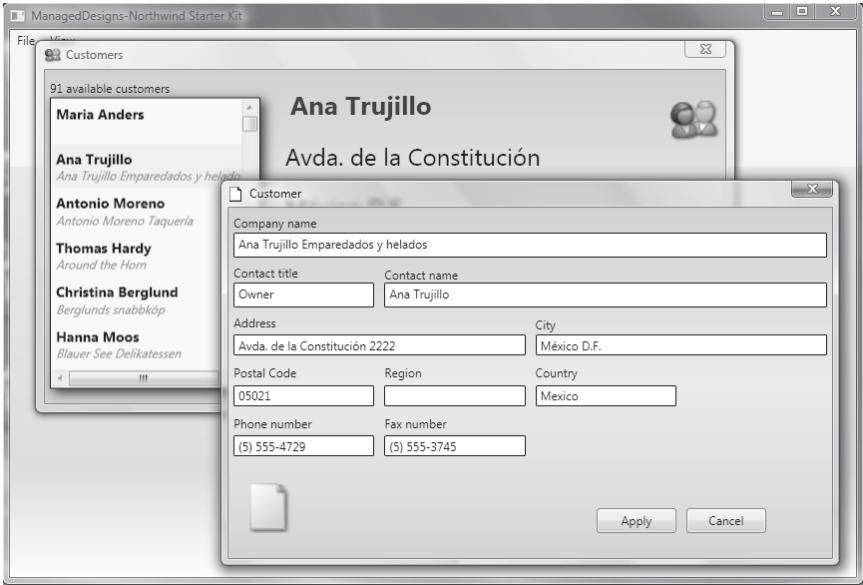 ManagedDesigns-Northwind Starter Kit
File View
Customers
91 available customers
Maria Anders
Ana Trujillo
Ana Trujillo Emparedados y helado
Antonio Moreno
Antonio Moreno Taquería
Thomas Hardy
Around the Horn
Christina Berglund
Berglunds snabbköp
Hanna Moos
Blauer See Delikatessen
Ana Trujillo
Avda. de la Constitución
México D.F.
Customer
Company name
Ana Trujillo Emparedados y helados
Contact title
Contact name
Owner
Ana Trujillo
Address
City
Avda. de la Constitución 2222
México D.F.
Postal Code
Region
Country
05021
Mexico
Phone number
Fax number
(5) 555-4729
(5) 555-3745
Apply
Cancel